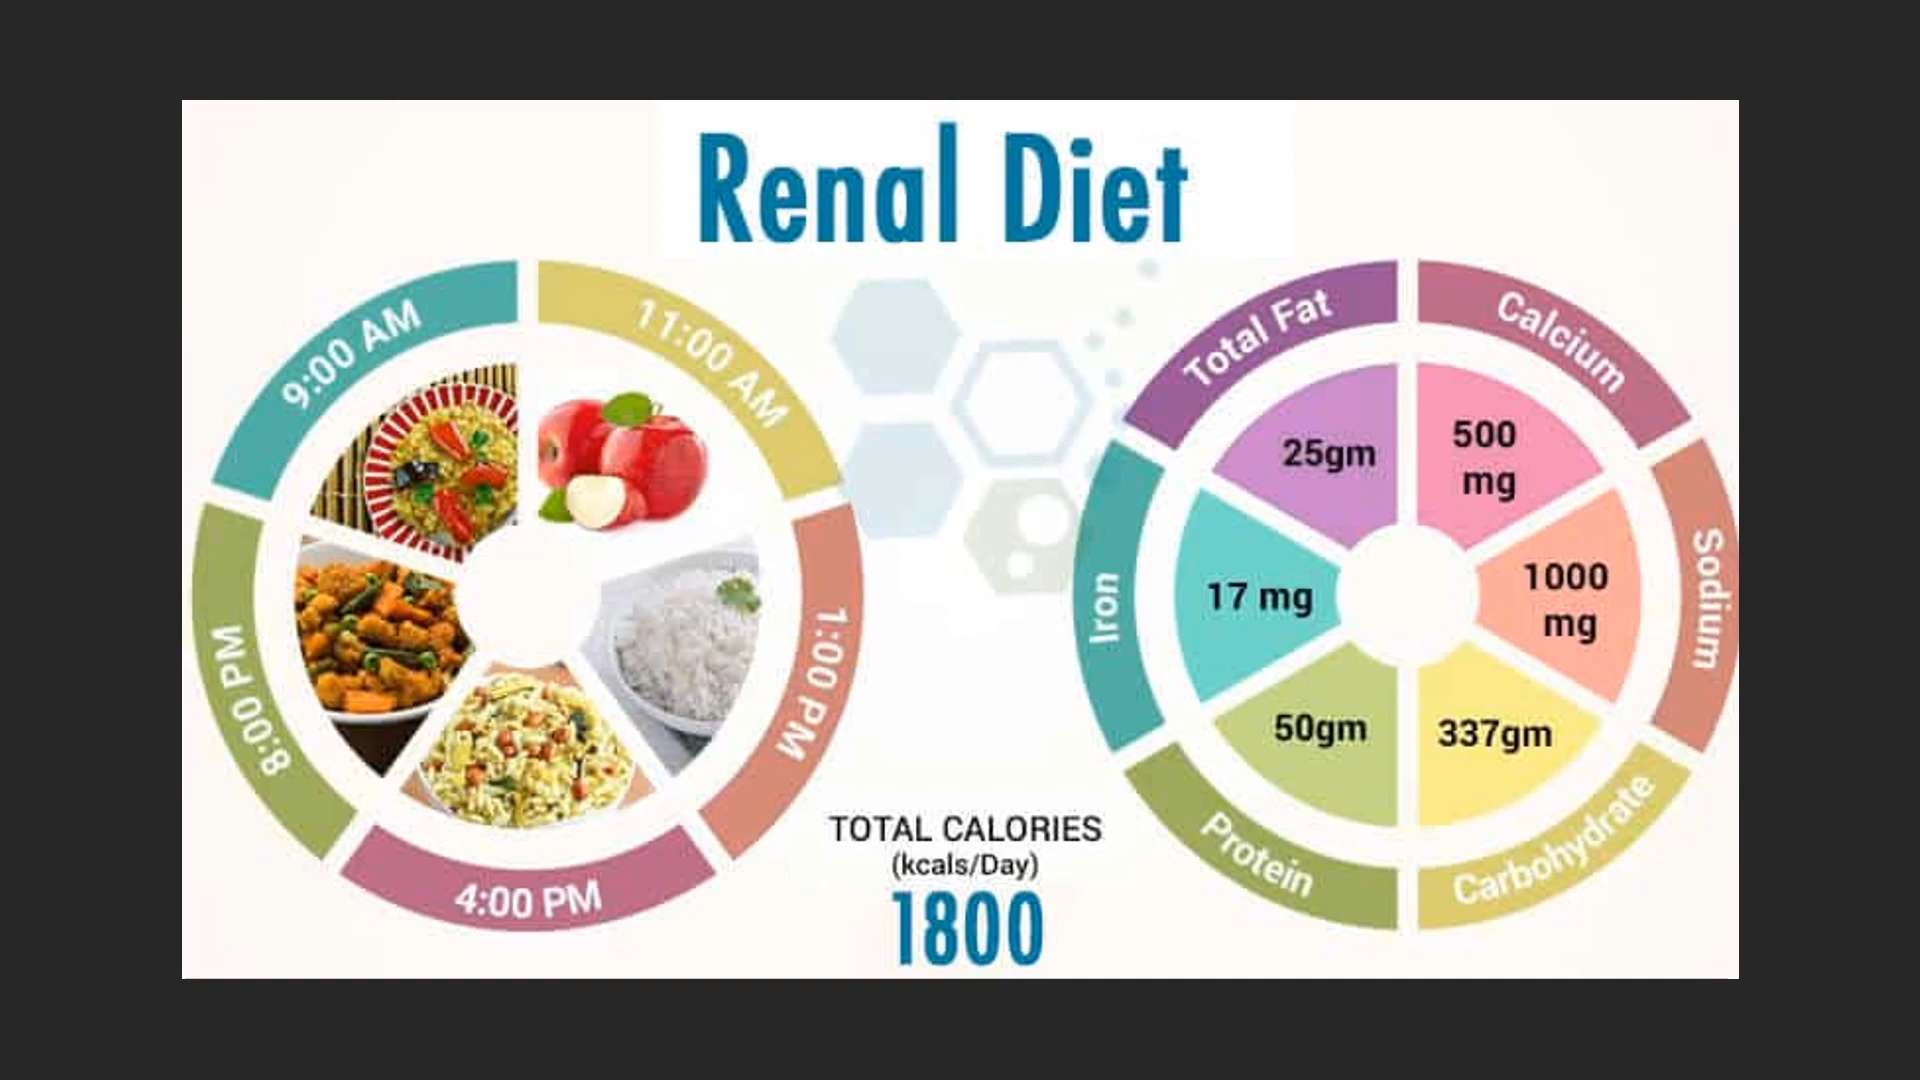 Renal Diet
9:00 AM
11:00 AM
1:00 PM
4:00 PM
8:00 PM
TOTAL CALORIES
(kcals/Day)
1800
Total Fat
25gm
Calcium
500
mg
Sodium
1000
mg
Carbohydrate
337gm
Protein
50gm
Iron
17 mg